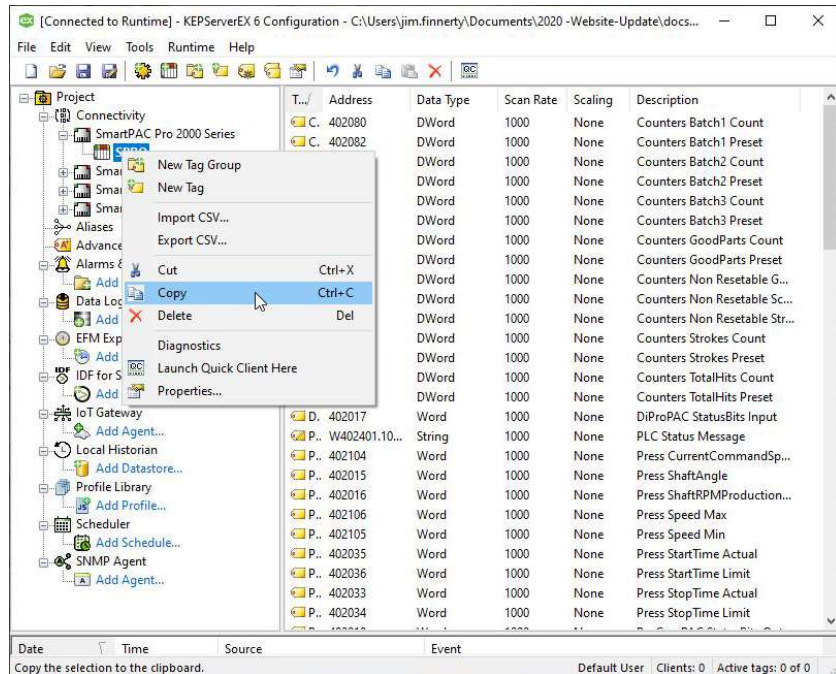 [Connected to Runtime] - KEPServerEX 6 Configuration - C:\Users\jim.finnerty\Documents\2020 -Website-Update\docs...
File Edit View Tools Runtime Help
Project
Connectivity
SmartPAC Pro 2000 Series
SPRO
Smar
Smar
Smar
Aliases
Advance
Alarms &
Add
Data Log
Add
EFM Exp
Add
IDF for S
Add
IoT Gateway
Add Agent...
Local Historian
Add Datastore...
Profile Library
Add Profile...
Scheduler
Add Schedule...
SNMP Agent
Add Agent...
New Tag Group
New Tag
Import CSV...
Export CSV...
Cut Ctrl+X
Copy Ctrl+C
Delete Del
Diagnostics
Launch Quick Client Here
Properties...
T... Address Data Type Scan Rate Scaling Description
C. 402080 DWord 1000 None Counters Batch1 Count
C. 402082 DWord 1000 None Counters Batch1 Preset
DWord 1000 None Counters Batch2 Count
DWord 1000 None Counters Batch2 Preset
DWord 1000 None Counters Batch3 Count
DWord 1000 None Counters Batch3 Preset
DWord 1000 None Counters GoodParts Count
DWord 1000 None Counters GoodParts Preset
DWord 1000 None Counters Non Resetable G...
DWord 1000 None Counters Non Resetable Sc...
DWord 1000 None Counters Non Resetable Str...
DWord 1000 None Counters Strokes Count
DWord 1000 None Counters Strokes Preset
DWord 1000 None Counters TotalHits Count
DWord 1000 None Counters TotalHits Preset
D. 402017 Word 1000 None DiProPAC StatusBits Input
P.. W402401.10... String 1000 None PLC Status Message
P.. 402104 Word 1000 None Press CurrentCommandSp...
P.. 402015 Word 1000 None Press ShaftAngle
P.. 402016 Word 1000 None Press ShaftRPMProduction...
P.. 402106 Word 1000 None Press Speed Max
P.. 402105 Word 1000 None Press Speed Min
P.. 402035 Word 1000 None Press StartTime Actual
P.. 402036 Word 1000 None Press StartTime Limit
P.. 402033 Word 1000 None Press StopTime Actual
P.. 402034 Word 1000 None Press StopTime Limit
Date Time Source Event
Copy the selection to the clipboard. Default User Clients: 0 Active tags: 0 of 0